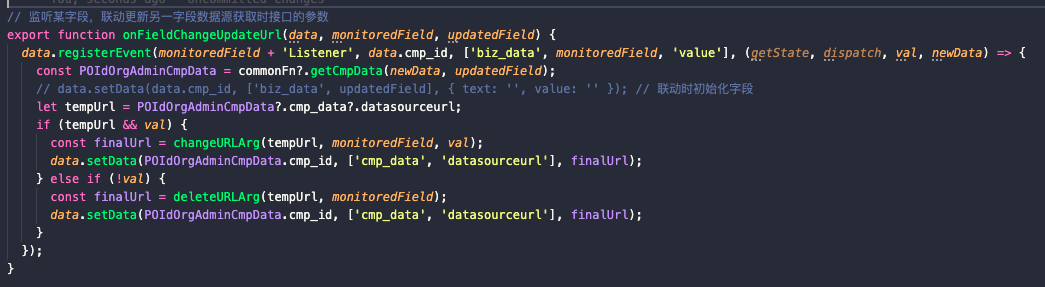 You, seconds ago • Uncommitted changes
// 监听某字段，联动更新另一字段数据源获取时接口的参数
export function onFieldChangeUpdateUrl(data, monitoredField, updatedField) {
  data.registerEvent(monitoredField + 'Listener', data.cmp_id, ['biz_data', monitoredField, 'value'], (getState, dispatch, val, newData) => {
    const POIdOrgAdminCmpData = commonFn?.getCmpData(newData, updatedField);
    // data.setData(data.cmp_id, ['biz_data', updatedField], { text: '', value: '' }); // 联动时初始化字段
    let tempUrl = POIdOrgAdminCmpData?.cmp_data?.datasourceurl;
    if (tempUrl && val) {
      const finalUrl = changeURLArg(tempUrl, monitoredField, val);
      data.setData(POIdOrgAdminCmpData.cmp_id, ['cmp_data', 'datasourceurl'], finalUrl);
    } else if (!val) {
      const finalUrl = deleteURLArg(tempUrl, monitoredField);
      data.setData(POIdOrgAdminCmpData.cmp_id, ['cmp_data', 'datasourceurl'], finalUrl);
    }
  });
}